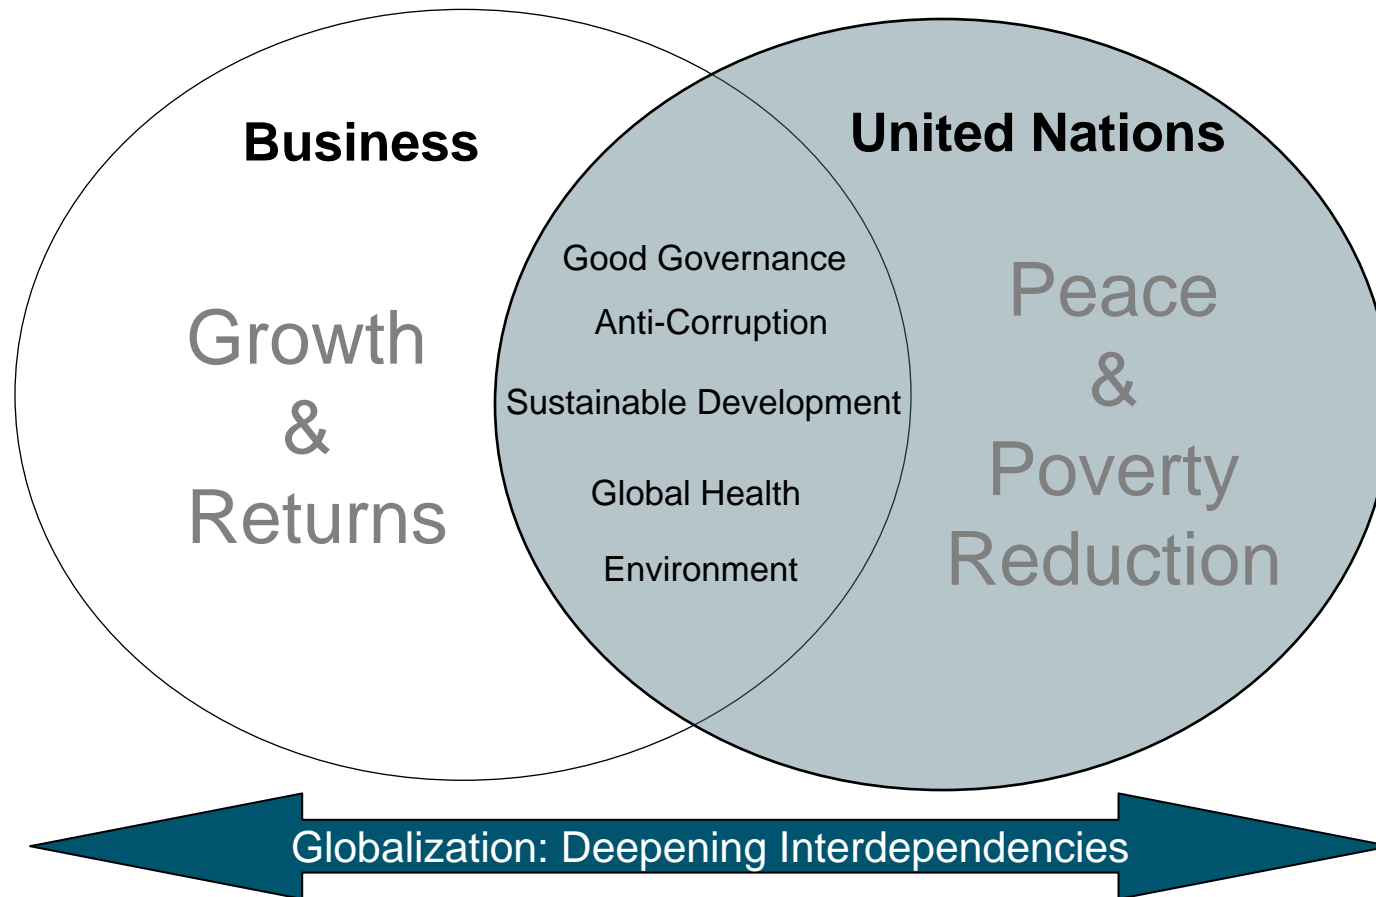 Business
Growth
&
Returns
Good Governance
Anti-Corruption
Sustainable Development
Global Health
Environment
United Nations
Peace
&
Poverty
Reduction
Globalization: Deepening Interdependencies